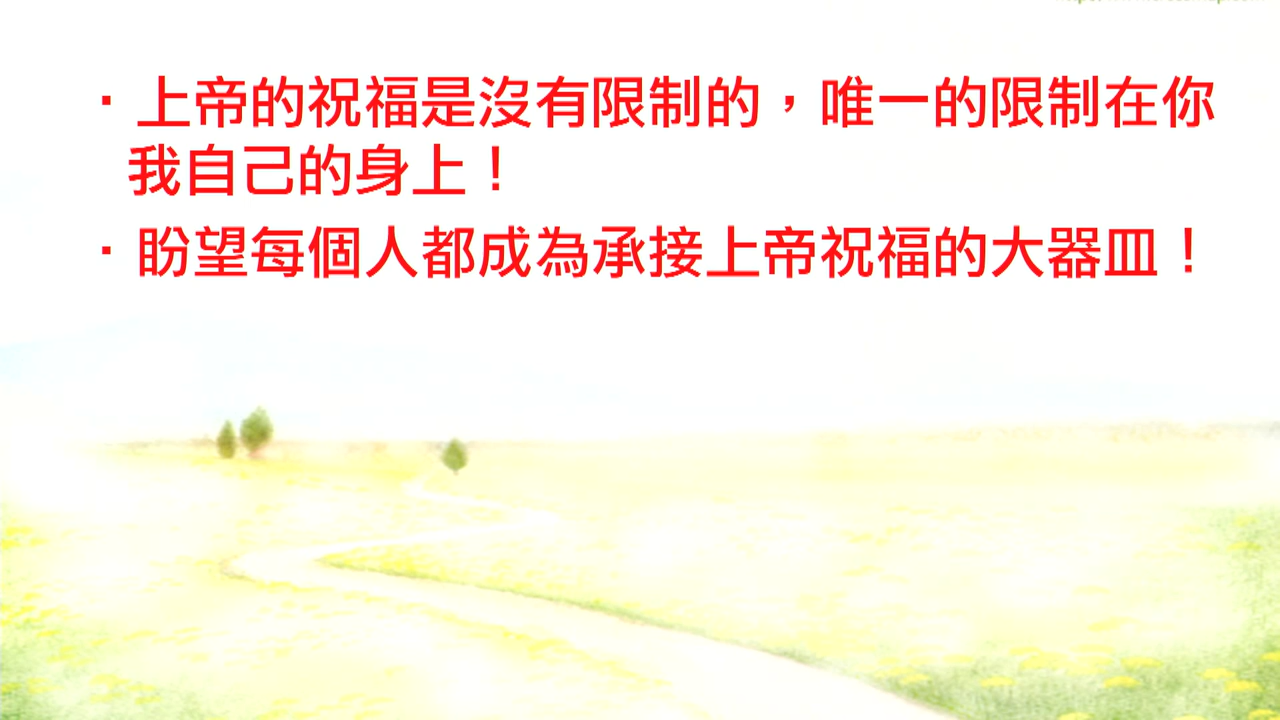 · 上帝的祝福是沒有限制的，唯一的限制在你
我自己的身上！
· 盼望每個人都成為承接上帝祝福的大器皿！